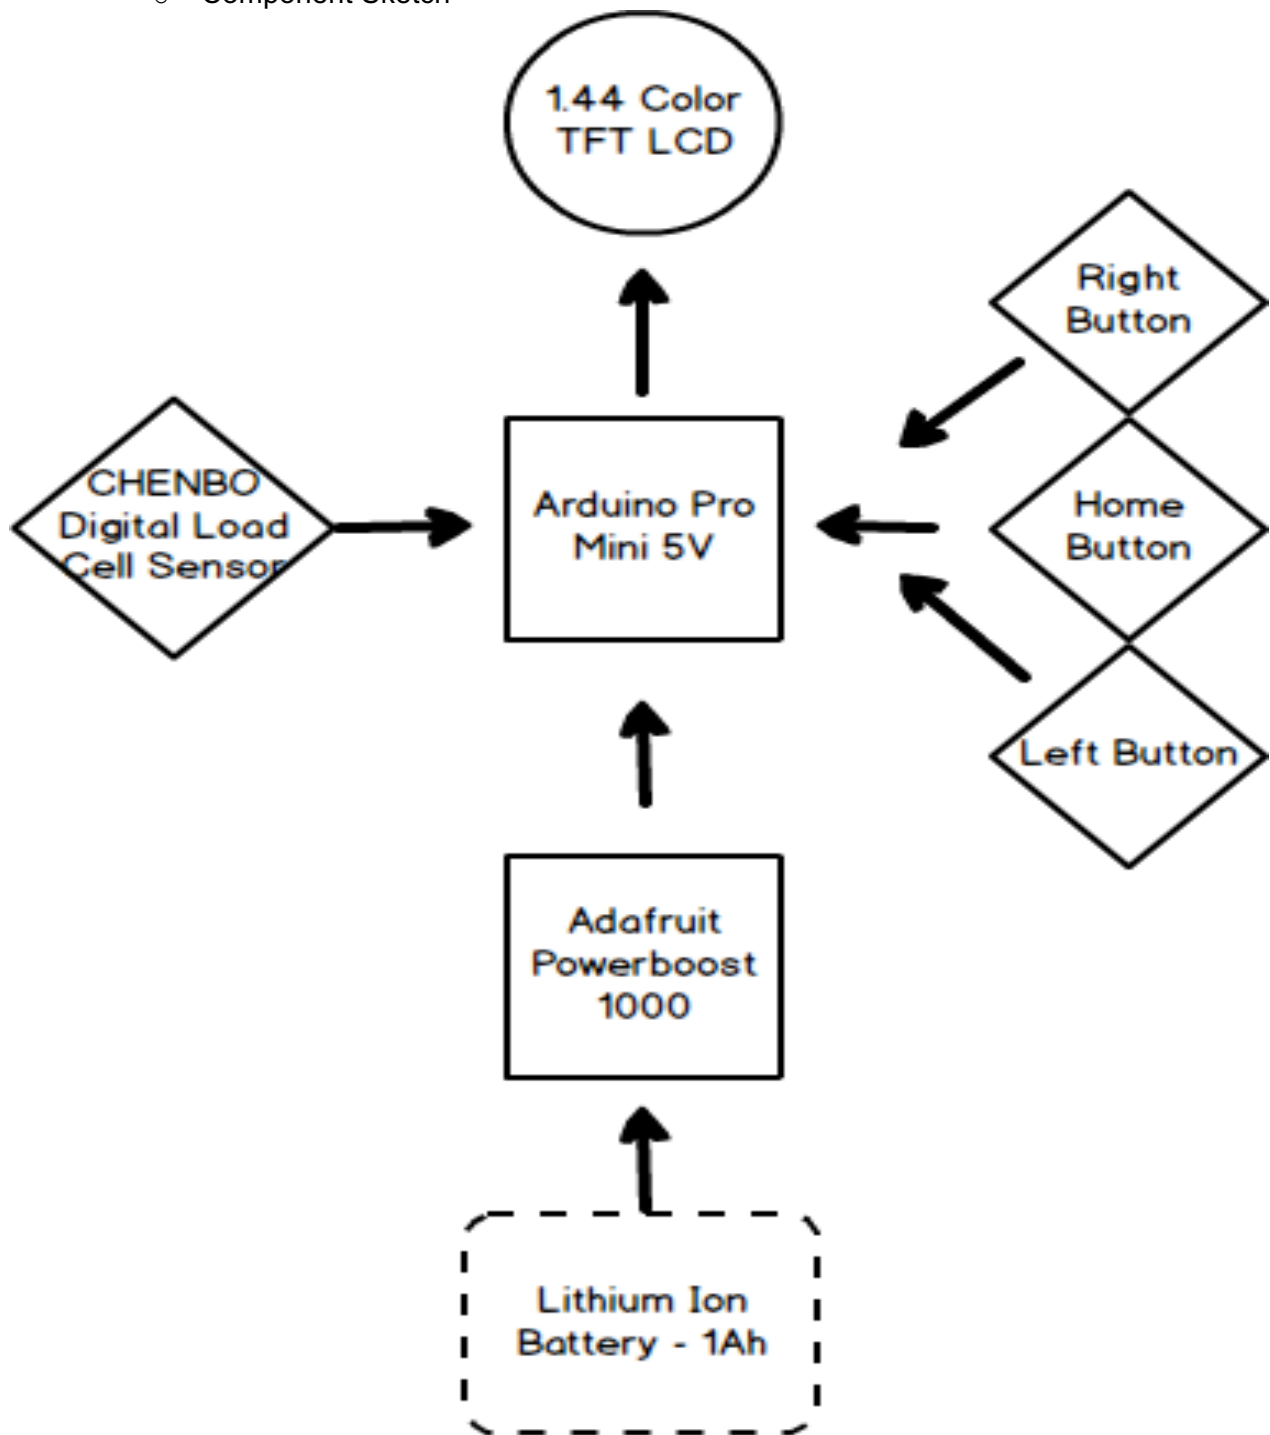 Component Sketch
1.44 Color
TFT LCD
Right
Button
CHENBO
Digital Load
Cell Sensor
Arduino Pro
Mini 5V
Home
Button
Left Button
Adafruit
Powerboost
1000
Lithium Ion
Battery - 1Ah